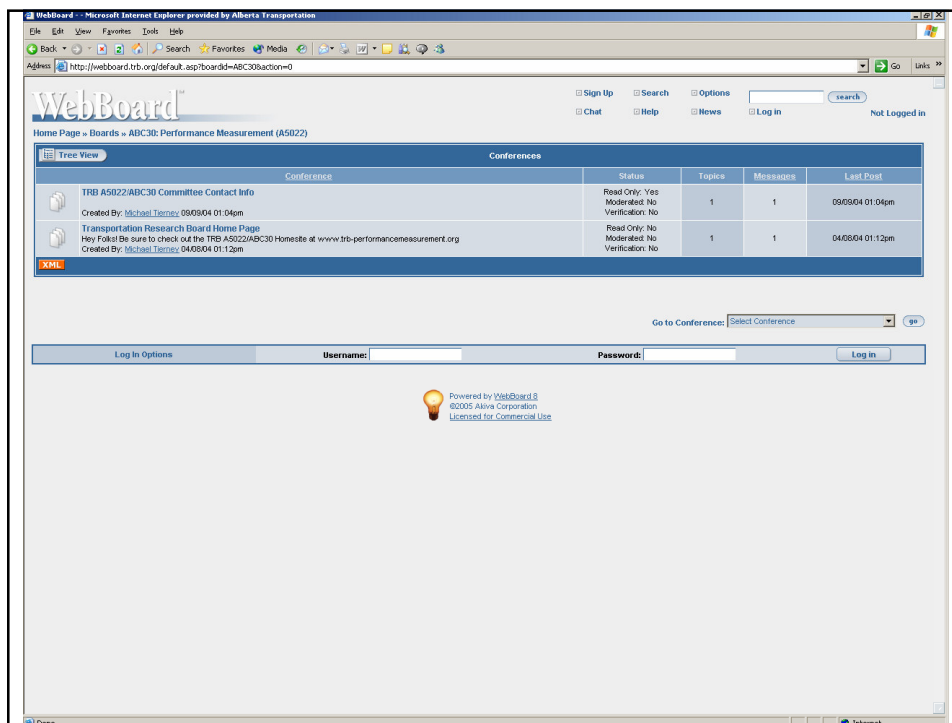 WebBoard - - Microsoft Internet Explorer provided by Alberta Transportation
File Edit View Favorites Tools Help
Back Search Favorites Media
Address http://webboard.trb.org/default.asp?boardid=ABC30&action=0 Go Links »
WebBoard™ Sign Up Search Options search
Chat Help News Log in Not Logged in
Home Page » Boards » ABC30: Performance Measurement (A5022)
Tree View Conferences
Conference Status Topics Messages Last Post
TRB A5022/ABC30 Committee Contact Info
Created By: Michael Tierney 09/09/04 01:04pm
Read Only: Yes
Moderated: No
Verification: No
1 1 09/09/04 01:04pm
Transportation Research Board Home Page
Hey Folks! Be sure to check out the TRB A5022/ABC30 Homesite at www.trb-performancemeasurement.org
Created By: Michael Tierney 04/08/04 01:12pm
Read Only: No
Moderated: No
Verification: No
1 1 04/08/04 01:12pm
XML
Go to Conference: Select Conference go
Log In Options Username: Password: Log in
Powered by WebBoard 8
©2005 Akiva Corporation
Licensed for Commercial Use
Done Internet